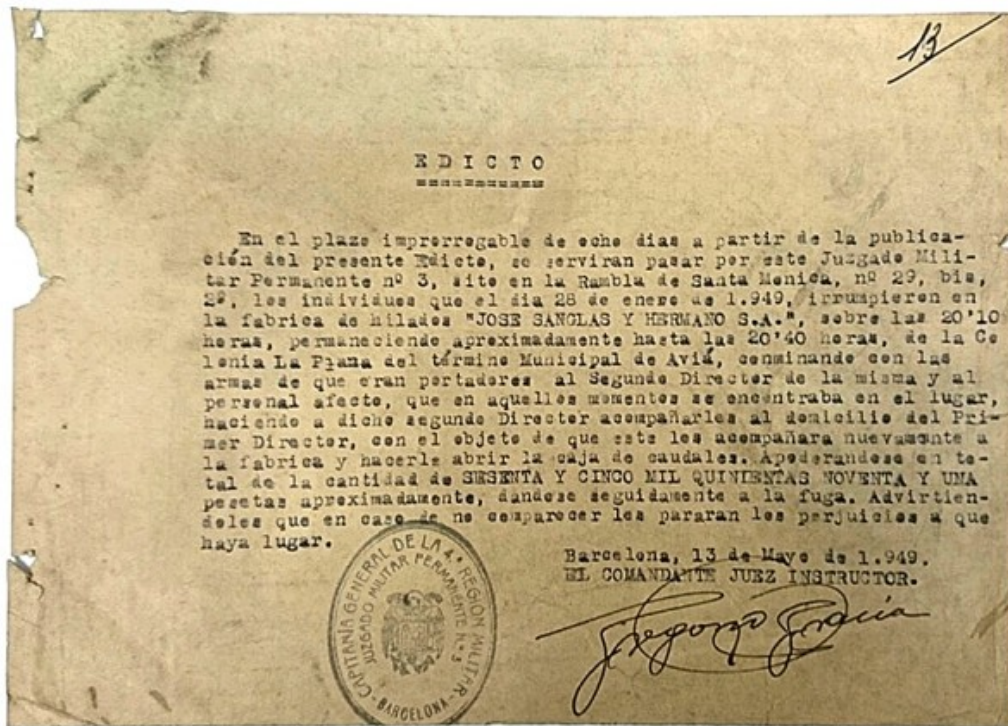 13
EDICTO
En el plazo improrrogable de ocho dias a partir de la publica-
ción del presente Edicto, se serviran pasar por este Juzgado Mili-
tar Permanente nº 3, sito en la Rambla de Santa Monica, nº 29, bis,
2º, los individuos que el dia 28 de enero de 1.949, irrumpieron en
la fabrica de hilados "JOSE SANGLAS Y HERMANO S.A.", sobre las 20'10
horas, permaneciendo aproximadamente hasta las 20'40 horas, de la Co
lonia La Plana del término Municipal de Aviá, conminando con las
armas de que eran portadores al Segundo Director de la misma y al
personal afecto, que en aquellos momentos se encontraba en el lugar,
haciendo a dicho segundo Director acompañarles al domicilio del Pri-
mer Director, con el objeto de que este les acompañara nuevamente a
la fabrica y hacerle abrir la caja de caudales. Apoderandose en to-
tal de la cantidad de SESENTA Y CINCO MIL QUINIENTAS NOVENTA Y UNA
pesetas aproximadamente, dandose seguidamente a la fuga. Advirtien-
doles que en caso de no comparecer les pararan los perjuicios a que
haya lugar.
Barcelona, 13 de Mayo de 1.949.
EL COMANDANTE JUEZ INSTRUCTOR.
Gregorio Gracia
CAPITANIA GENERAL DE LA 4ª REGION MILITAR
JUZGADO MILITAR PERMANENTE N.º 3
- BARCELONA -